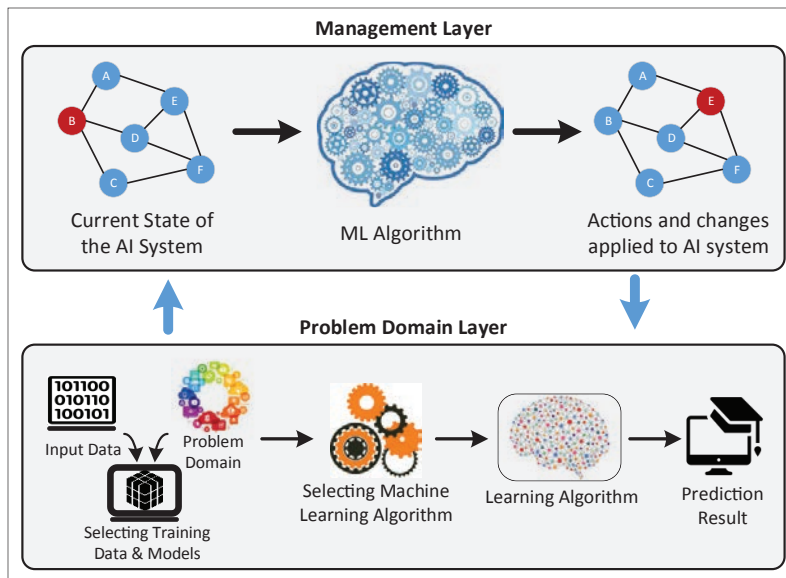 Management Layer
A
E
B
D
C
F
Current State of
the AI System
ML Algorithm
A
E
B
D
C
F
Actions and changes
applied to AI system
Problem Domain Layer
101100
010110
100101
Input Data
Problem
Domain
Selecting Training
Data & Models
Selecting Machine
Learning Algorithm
Learning Algorithm
Prediction
Result